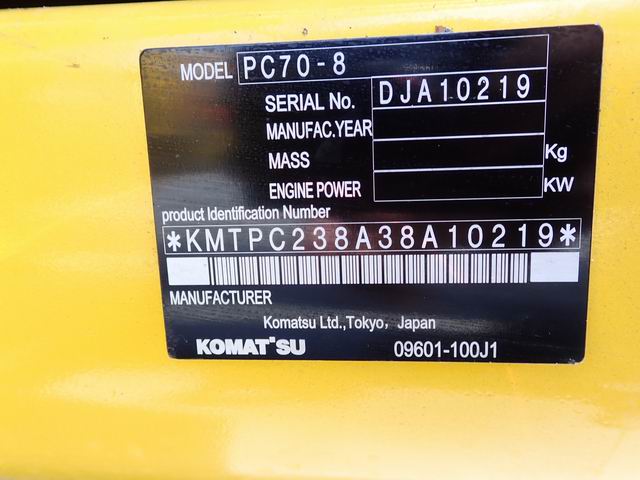 MODEL PC70-8
SERIAL No. DJA10219
MANUFAC.YEAR
MASS Kg
ENGINE POWER KW
product Identification Number
*KMTPC238A38A10219*
MANUFACTURER
Komatsu Ltd.,Tokyo, Japan
KOMATSU 09601-100J1